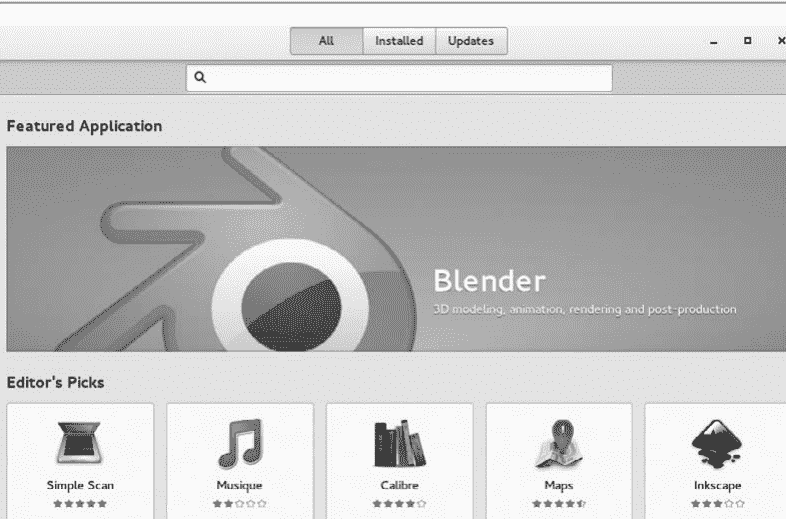 All Installed Updates
Featured Application
Blender
3D modeling, animation, rendering and post-production
Editor's Picks
Simple Scan Musique Calibre Maps Inkscape